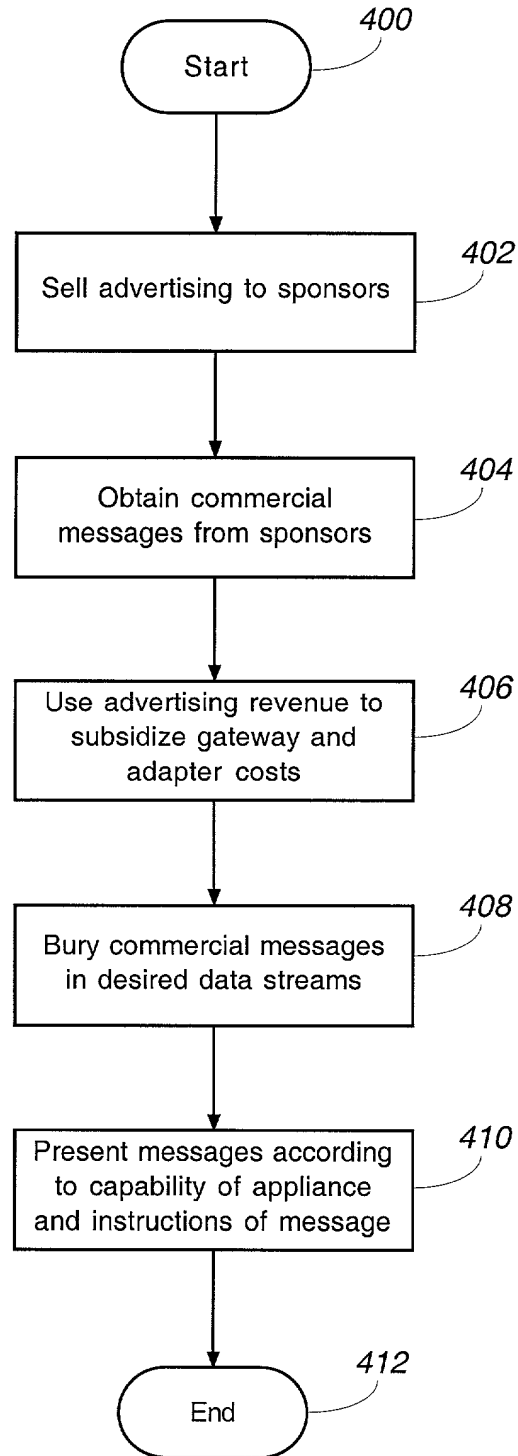 400
Start
402
Sell advertising to sponsors
404
Obtain commercial
messages from sponsors
406
Use advertising revenue to
subsidize gateway and
adapter costs
408
Bury commercial messages
in desired data streams
410
Present messages according
to capability of appliance
and instructions of message
412
End